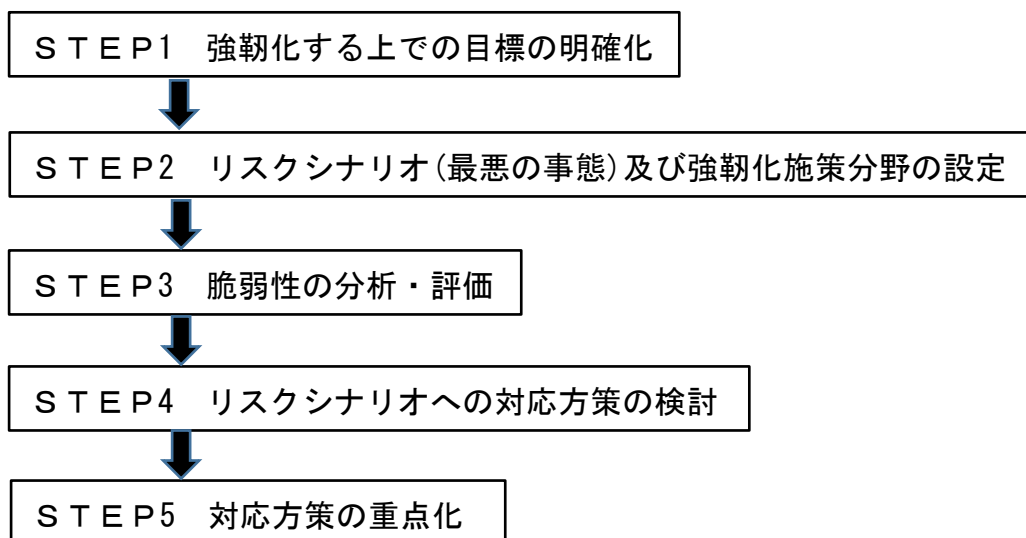 ＳＴＥＰ1　強靭化する上での目標の明確化
ＳＴＥＰ2　リスクシナリオ(最悪の事態)及び強靭化施策分野の設定
ＳＴＥＰ3　脆弱性の分析・評価
ＳＴＥＰ4　リスクシナリオへの対応方策の検討
ＳＴＥＰ5　対応方策の重点化